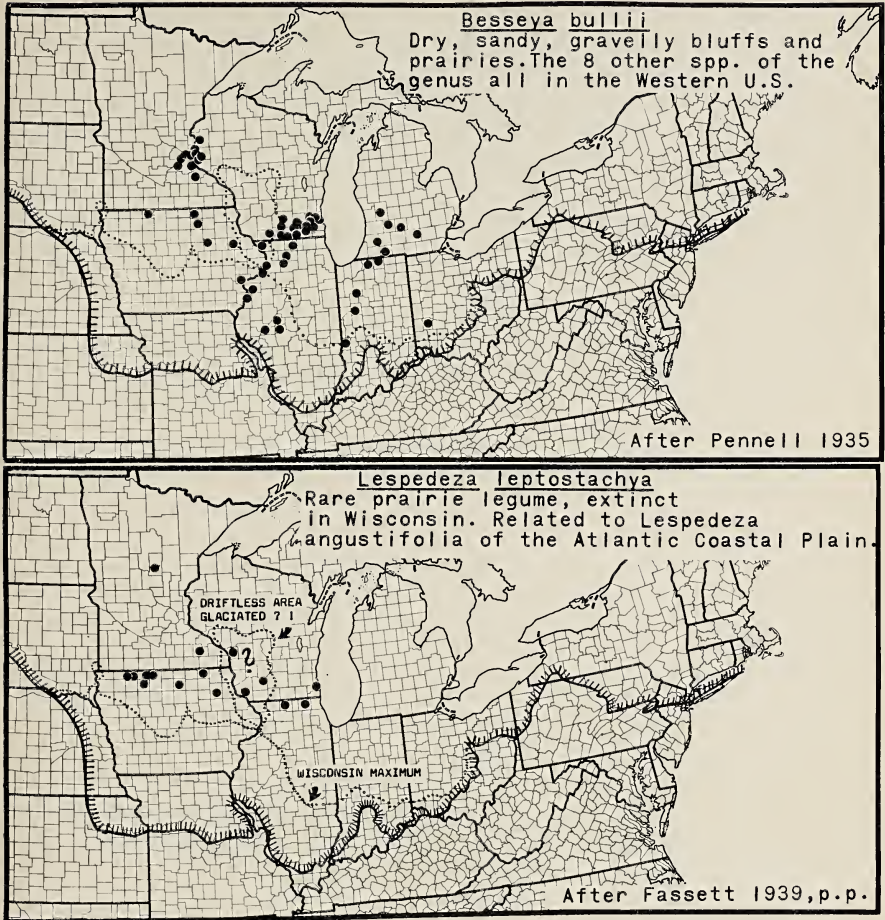 Besseya bullii
Dry, sandy, gravelly bluffs and
prairies.The 8 other spp. of the
genus all in the Western U.S.
After Pennell 1935
Lespedeza leptostachya
Rare prairie legume, extinct
in Wisconsin. Related to Lespedeza
angustifolia of the Atlantic Coastal Plain.
DRIFTLESS AREA
GLACIATED ? !
?
WISCONSIN MAXIMUM
After Fassett 1939,p.p.